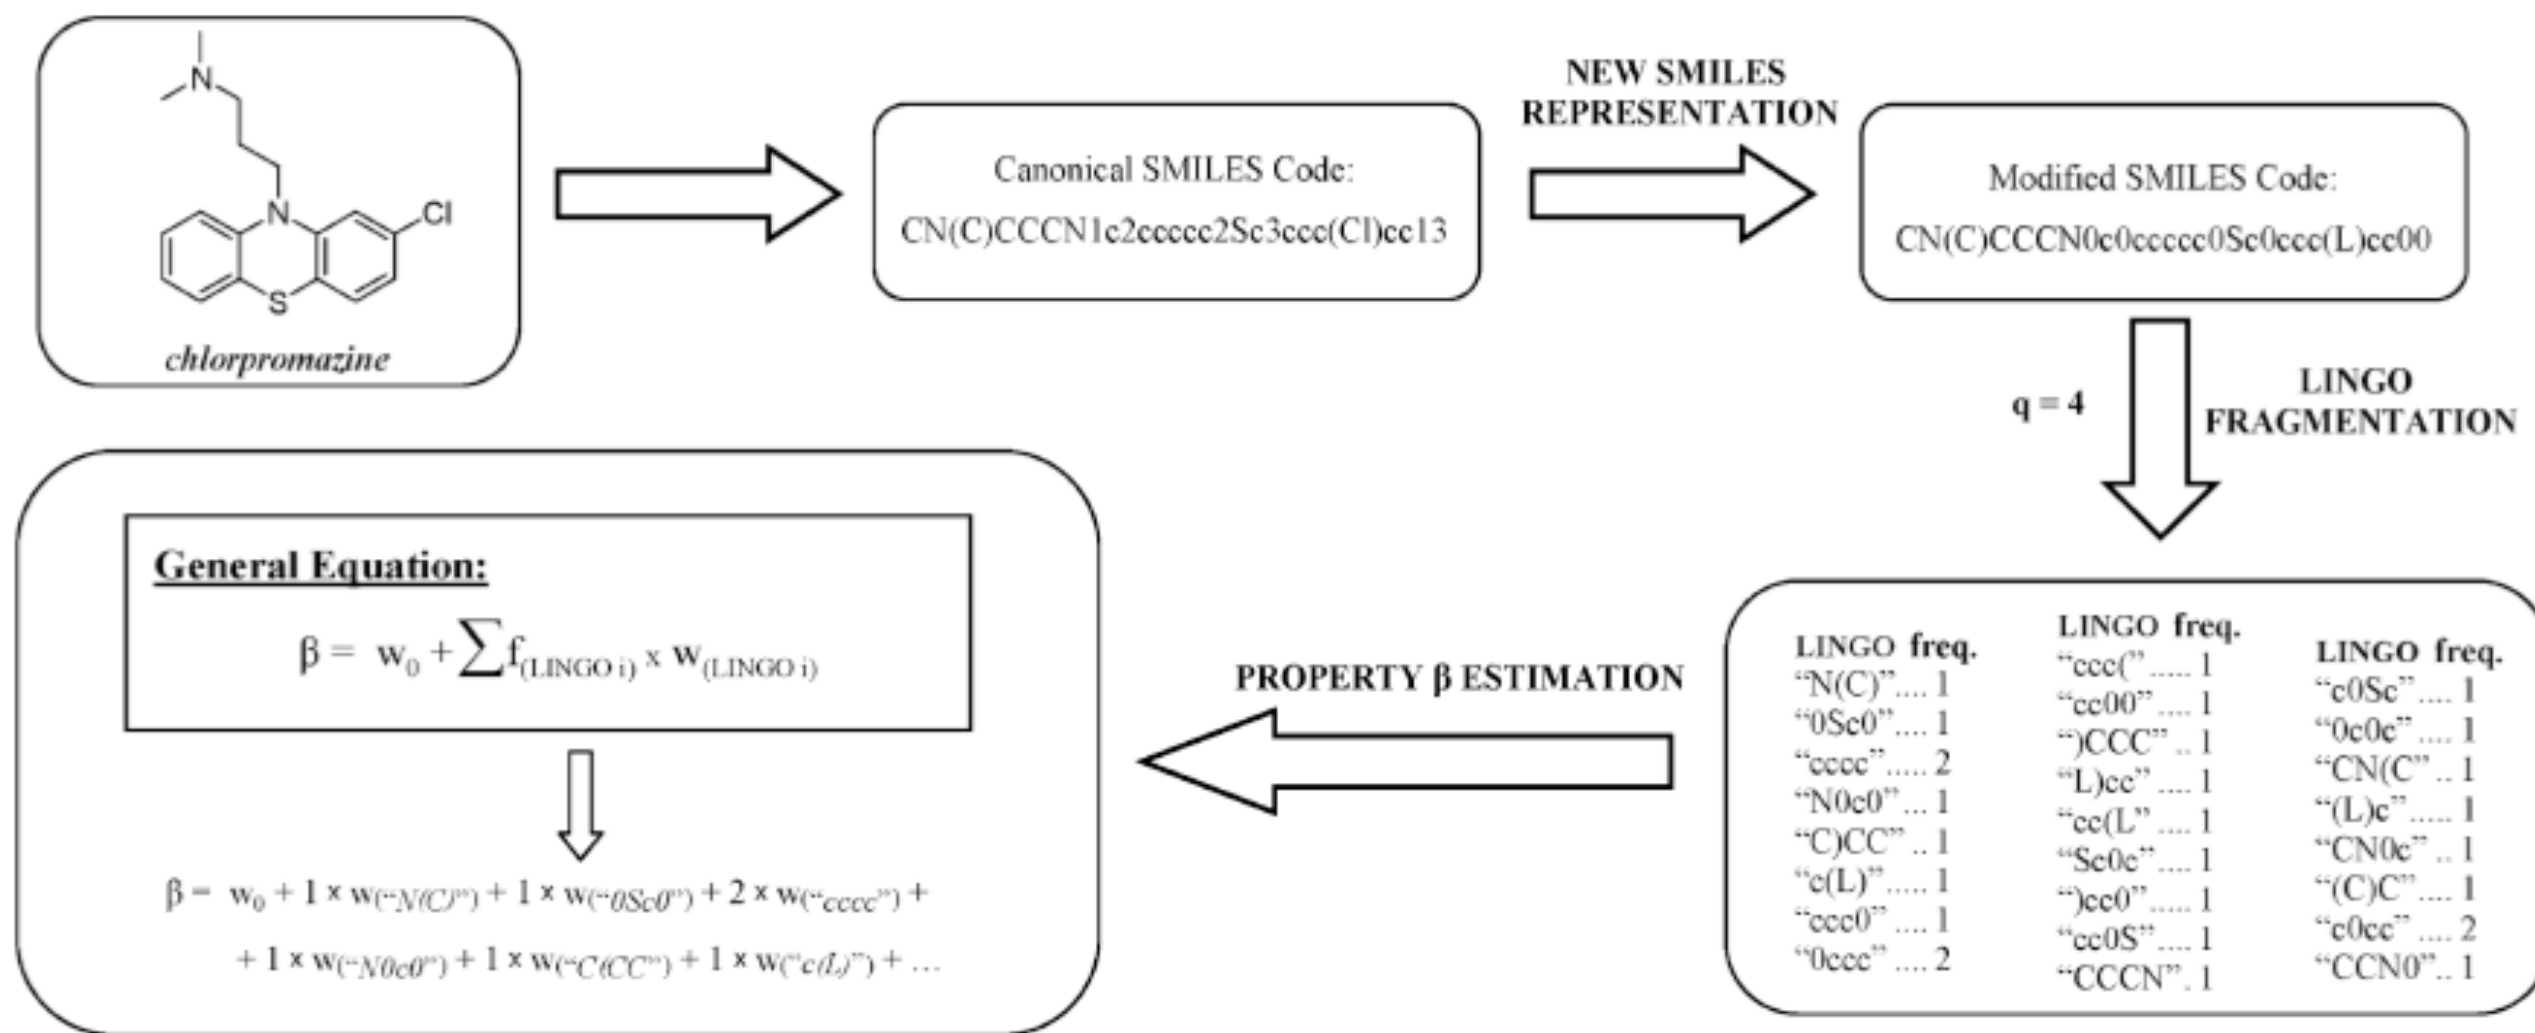 N
N
Cl
S
chlorpromazine
Canonical SMILES Code:
CN(C)CCCN1c2ccccc2Sc3ccc(Cl)cc13
NEW SMILES
REPRESENTATION
Modified SMILES Code:
CN(C)CCCN0c0ccccc0Sc0ccc(L)cc00
q = 4
LINGO
FRAGMENTATION
LINGO freq.
“N(C)”.... 1
“0Sc0”.... 1
“cccc”..... 2
“N0c0”... 1
“C)CC” .. 1
“c(L)”..... 1
“ccc0” .... 1
“0ccc” .... 2
LINGO freq.
“ccc(” ..... 1
“cc00” .... 1
“)CCC” .. 1
“L)cc” .... 1
“cc(L” .... 1
“Sc0c” .... 1
“)cc0” ..... 1
“cc0S” .... 1
“CCCN” . 1
LINGO freq.
“c0Sc” .... 1
“0c0c” .... 1
“CN(C” .. 1
“(L)c” ..... 1
“CN0c” .. 1
“(C)C” .... 1
“c0cc” .... 2
“CCN0”.. 1
PROPERTY β ESTIMATION
General Equation:
β = w₀ + ∑f(LINGO i) x w(LINGO i)
β = w₀ + 1 x w(“N(C)”) + 1 x w(“0Sc0”) + 2 x w(“cccc”) +
+ 1 x w(“N0c0”) + 1 x w(“C(CC”) + 1 x w(“c(L)”) + ...